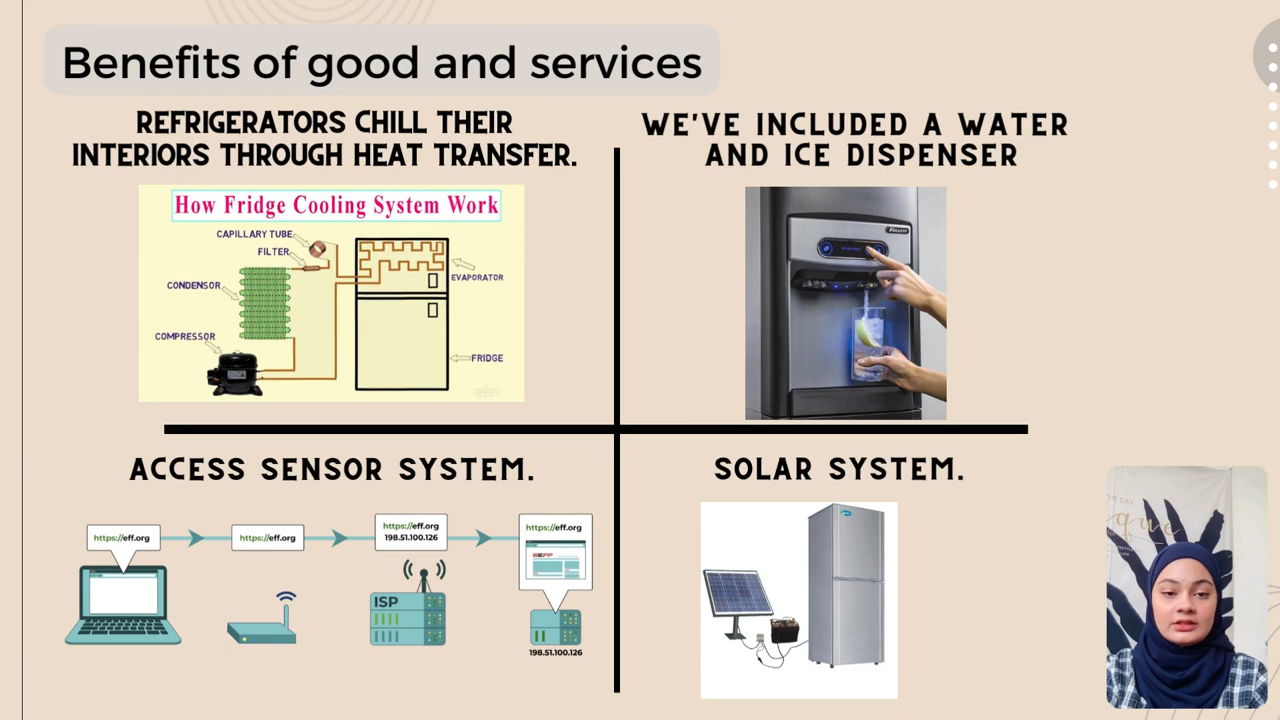 Benefits of good and services
REFRIGERATORS CHILL THEIR
INTERIORS THROUGH HEAT TRANSFER.
How Fridge Cooling System Work
CAPILLARY TUBE
FILTER
CONDENSOR
EVAPORATOR
COMPRESSOR
FRIDGE
WE'VE INCLUDED A WATER
AND ICE DISPENSER
ACCESS SENSOR SYSTEM.
https://eff.org
https://eff.org
https://eff.org
198.51.100.126
https://eff.org
ISP
198.51.100.126
SOLAR SYSTEM.